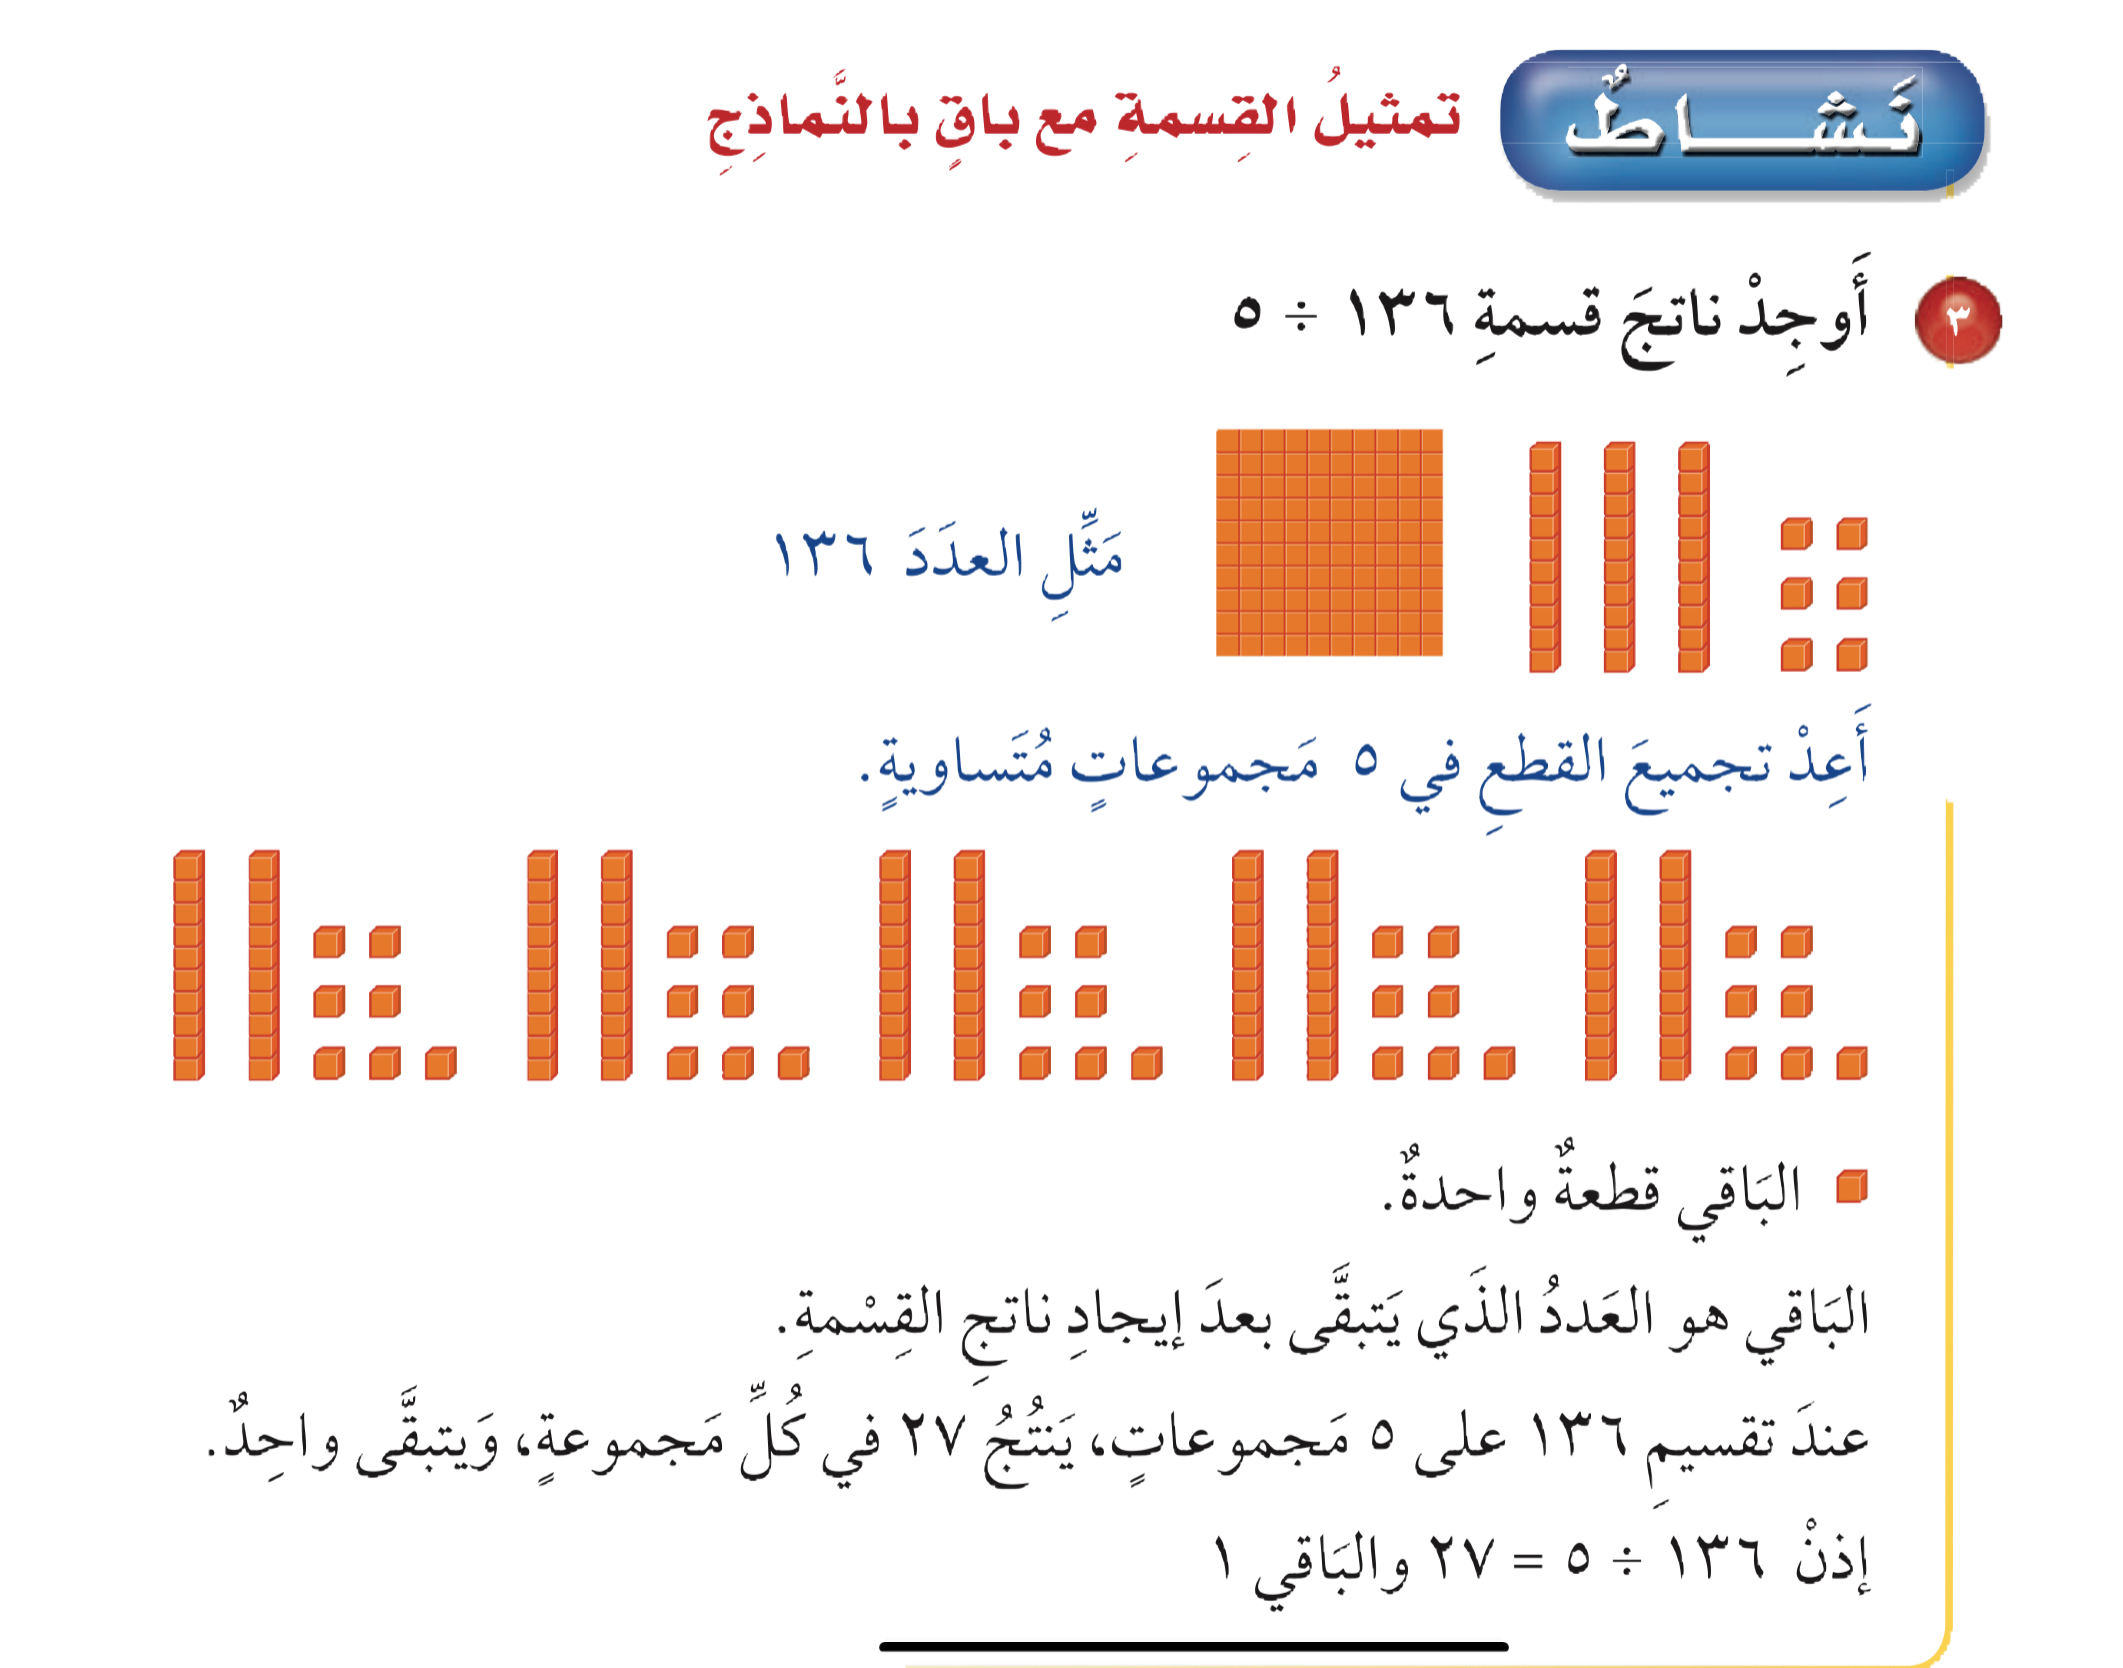 نَشـاطٌ
تمثيلُ القِسمةِ مع باقٍ بالنَّماذِجِ
٣
أَوجِدْ ناتجَ قسمةِ ١٣٦ ÷ ٥
مَثِّلِ العدَدَ ١٣٦
أَعِدْ تجميعَ القطعِ في ٥ مَجموعاتٍ مُتَساويةٍ.
البَاقي قطعةٌ واحدةٌ.
البَاقي هو العَددُ الذَي يَتبقَّى بعدَ إيجادِ ناتجِ القِسْمةِ.
عندَ تقسيمِ ١٣٦ على ٥ مَجموعاتٍ، يَنتُجُ ٢٧ في كُلِّ مَجموعةٍ، وَيتبقَّى واحِدٌ.
إذنْ ١٣٦ ÷ ٥ = ٢٧ والبَاقي ١